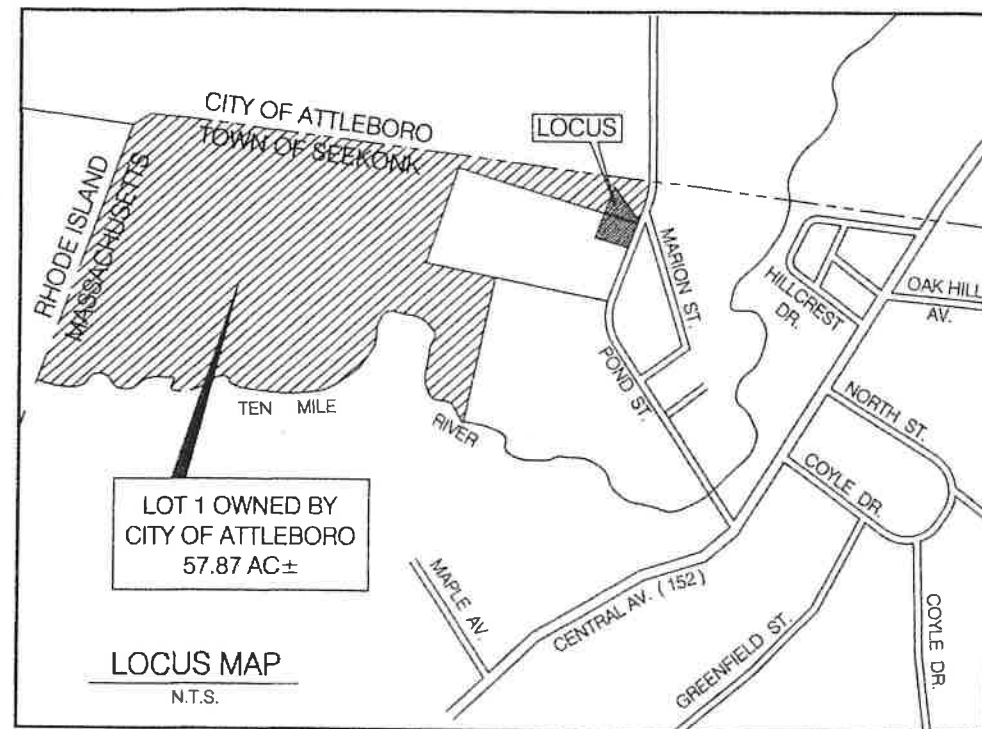 CITY OF ATTLEBORO
TOWN OF SEEKONK
LOCUS
RHODE ISLAND
MASSACHUSETTS
MARION ST.
HILLCREST
DR.
OAK HILL
AV.
POND ST.
NORTH ST.
TEN MILE
RIVER
COYLE DR.
LOT 1 OWNED BY
CITY OF ATTLEBORO
57.87 AC±
MAPLE AV.
CENTRAL AV. ( 152 )
GREENFIELD ST.
COYLE DR.
LOCUS MAP
N.T.S.